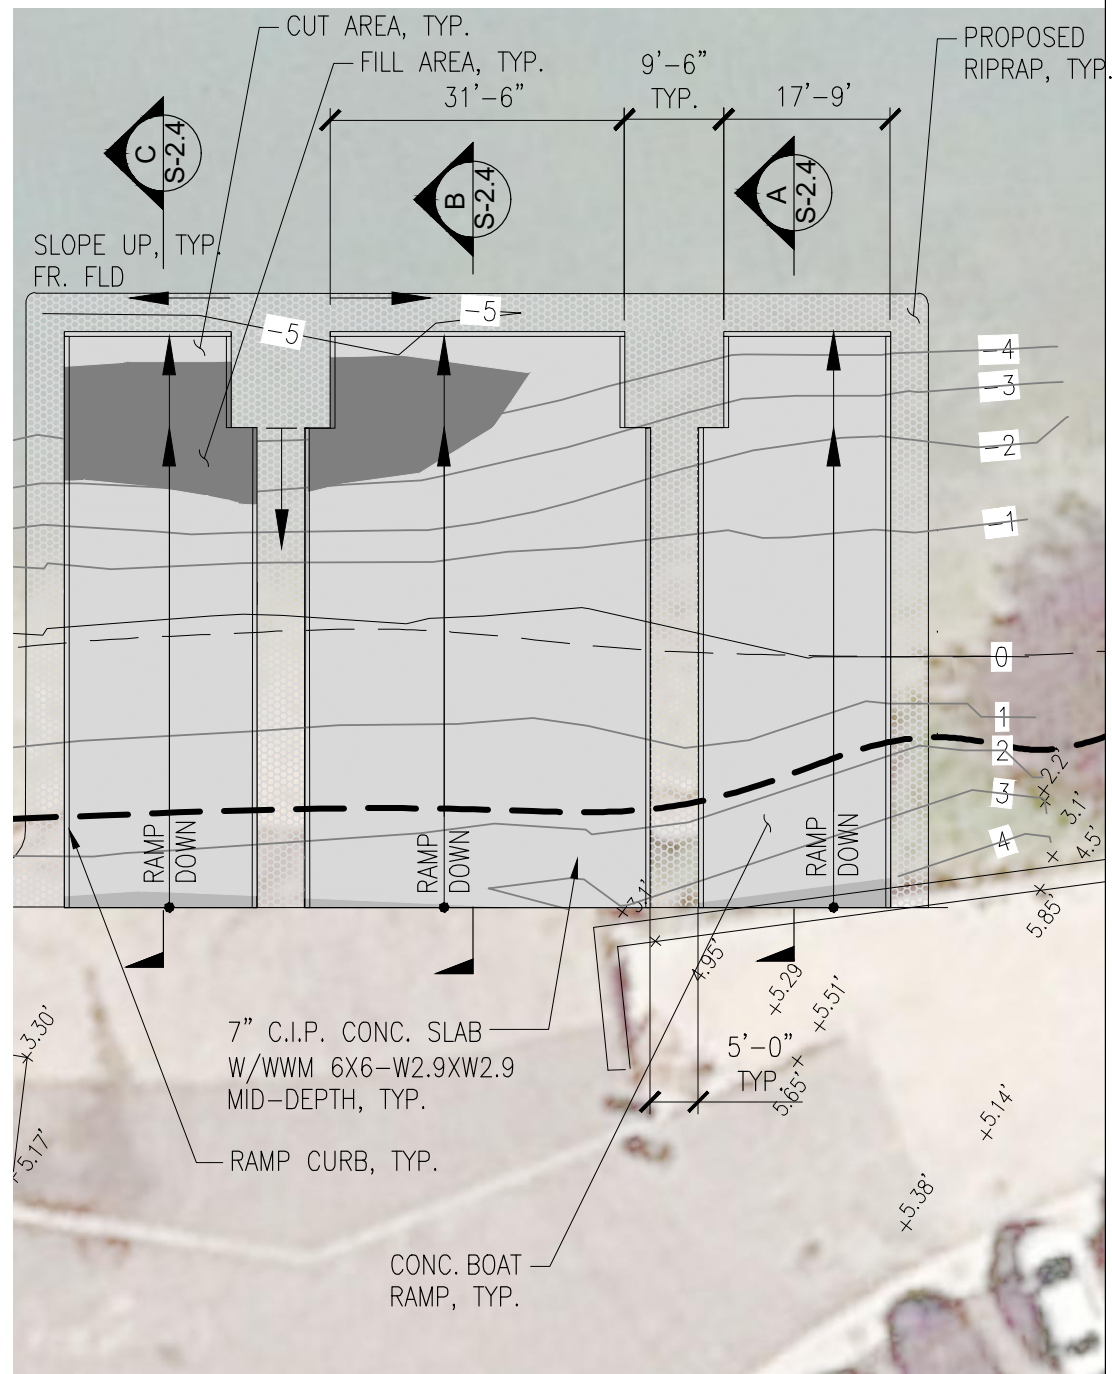 CUT AREA, TYP.
FILL AREA, TYP.
PROPOSED
RIPRAP, TYP.
9'-6"
TYP.
31'-6"
17'-9'
C
S-2.4
B
S-2.4
A
S-2.4
SLOPE UP, TYP.
FR. FLD
-5
-5
-4
-3
-2
-1
0
1
2
3
4
2.2'
3.1'
4.5'
RAMP
DOWN
RAMP
DOWN
RAMP
DOWN
3.1'
5.85'
4.95'
+5.29
+5.51'
+3.30'
7" C.I.P. CONC. SLAB
W/WWM 6X6-W2.9XW2.9
MID-DEPTH, TYP.
5'-0"
TYP.
5.65'
+5.14'
5.17'
RAMP CURB, TYP.
+5.38'
CONC. BOAT
RAMP, TYP.